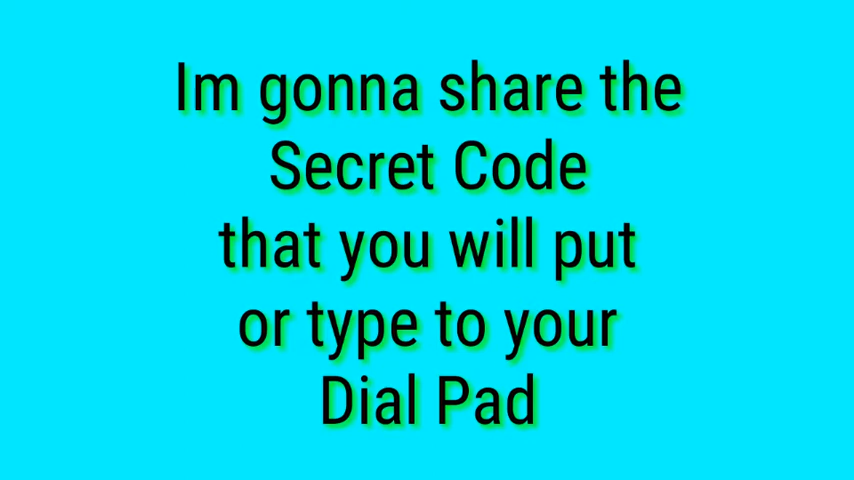 Im gonna share the
Secret Code
that you will put
or type to your
Dial Pad